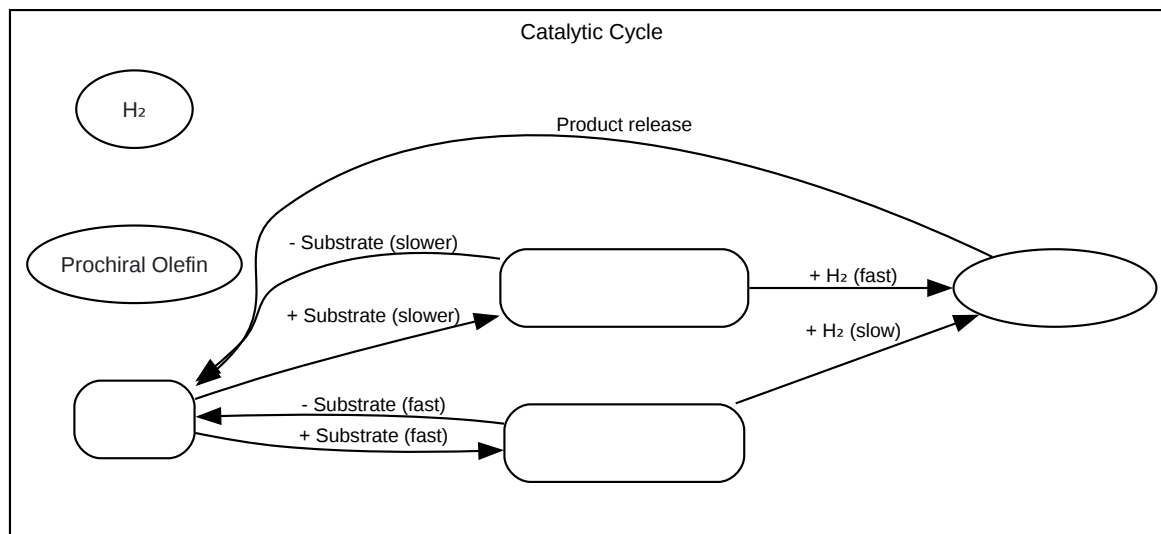 Catalytic Cycle
H₂
Product release
- Substrate (slower)
Prochiral Olefin
+ H₂ (fast)
+ Substrate (slower)
+ H₂ (slow)
- Substrate (fast)
+ Substrate (fast)